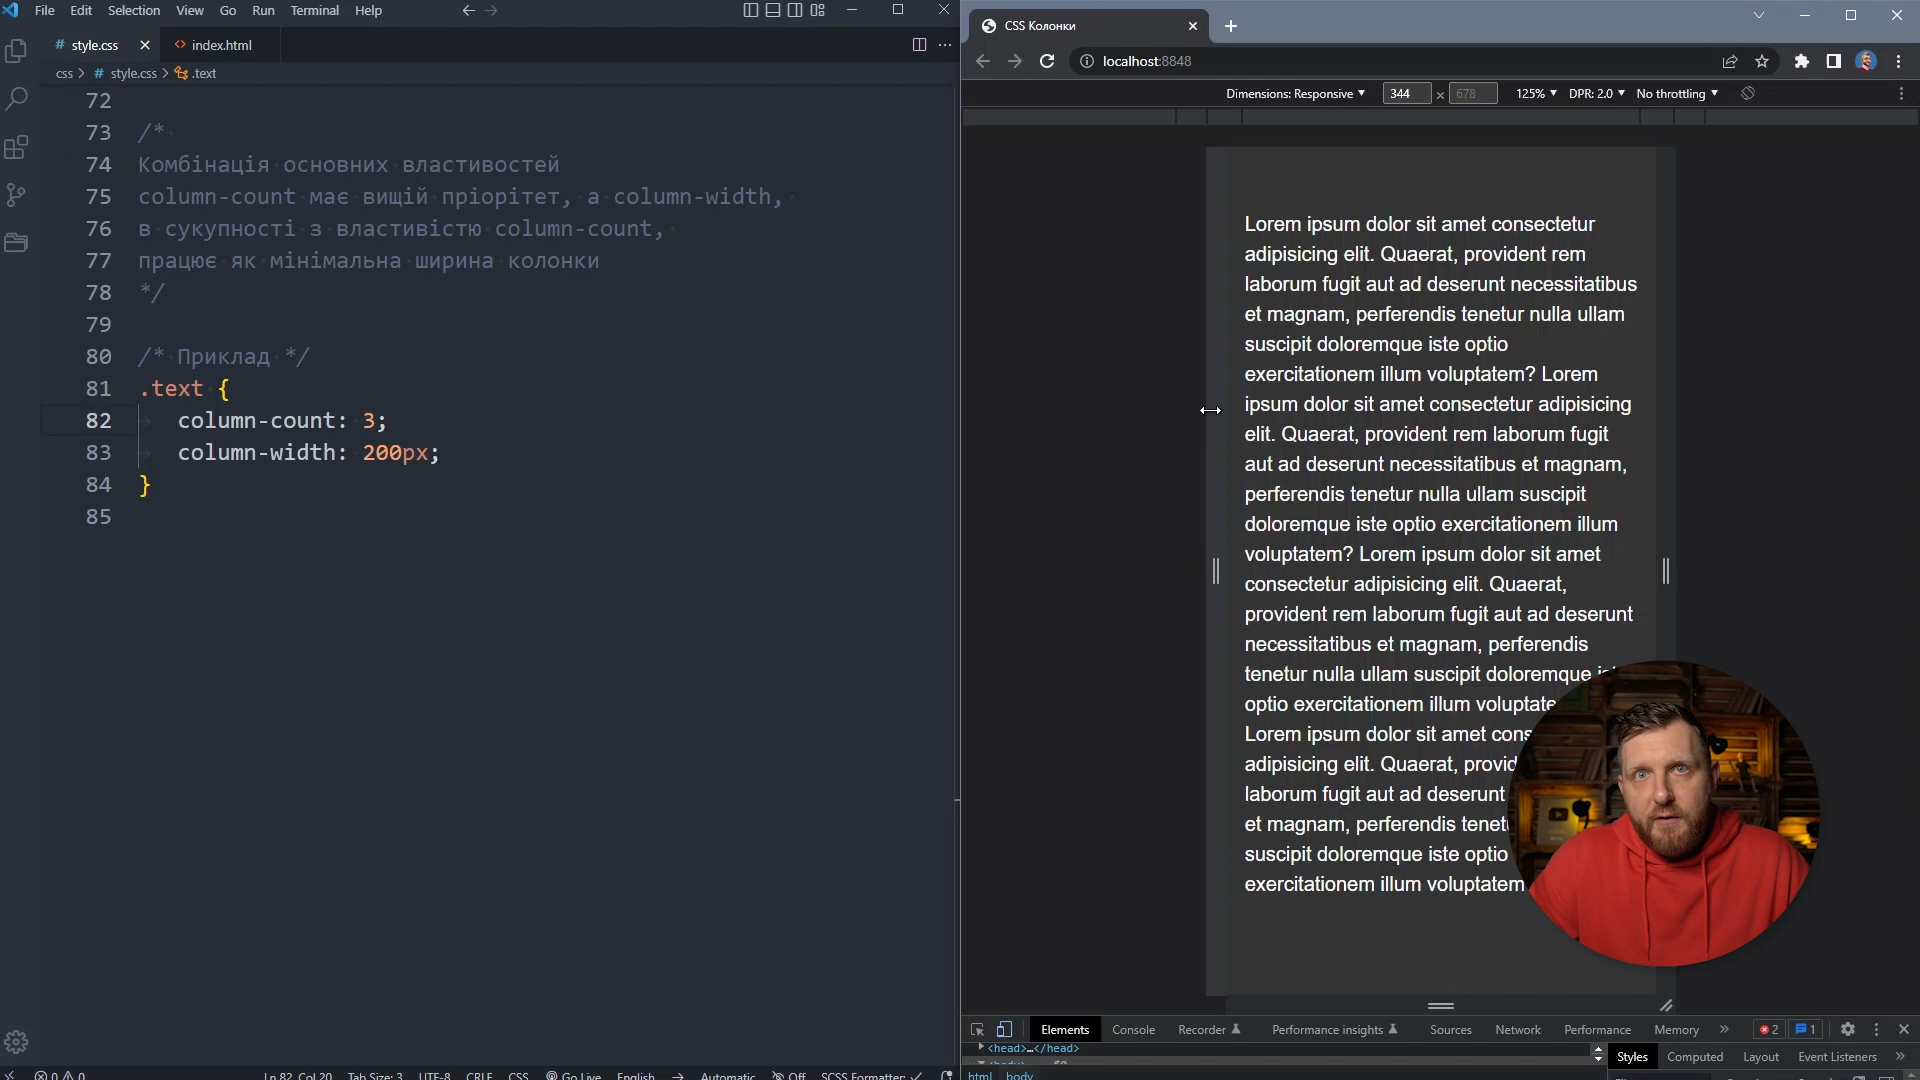 File Edit Selection View Go Run Terminal Help
# style.css
<> index.html
css > # style.css > .text
72
73 /*
74 Комбінація основних властивостей
75 column-count має вищій пріорітет, а column-width,
76 в сукупності з властивістю column-count,
77 працює як мінімальна ширина колонки
78 */
79
80 /* Приклад */
81 .text {
82 column-count: 3;
83 column-width: 200px;
84 }
85
0 0
Ln 82, Col 20 Tab Size: 3 UTF-8 CRLF CSS Go Live English Automatic Off SCSS Formatter:
CSS Колонки
localhost:8848
Dimensions: Responsive 344 x 678 125% DPR: 2.0 No throttling
Lorem ipsum dolor sit amet consectetur
adipisicing elit. Quaerat, provident rem
laborum fugit aut ad deserunt necessitatibus
et magnam, perferendis tenetur nulla ullam
suscipit doloremque iste optio
exercitationem illum voluptatem? Lorem
ipsum dolor sit amet consectetur adipisicing
elit. Quaerat, provident rem laborum fugit
aut ad deserunt necessitatibus et magnam,
perferendis tenetur nulla ullam suscipit
doloremque iste optio exercitationem illum
voluptatem? Lorem ipsum dolor sit amet
consectetur adipisicing elit. Quaerat,
provident rem laborum fugit aut ad deserunt
necessitatibus et magnam, perferendis
tenetur nulla ullam suscipit doloremque
optio exercitationem illum voluptate
Lorem ipsum dolor sit amet cons
adipisicing elit. Quaerat, provid
laborum fugit aut ad deserunt
et magnam, perferendis tenet
suscipit doloremque iste optio
exercitationem illum voluptatem
Elements Console Recorder Performance insights Sources Network Performance Memory » 2 1
<head>…</head>
Styles Computed Layout Event Listeners »
html body